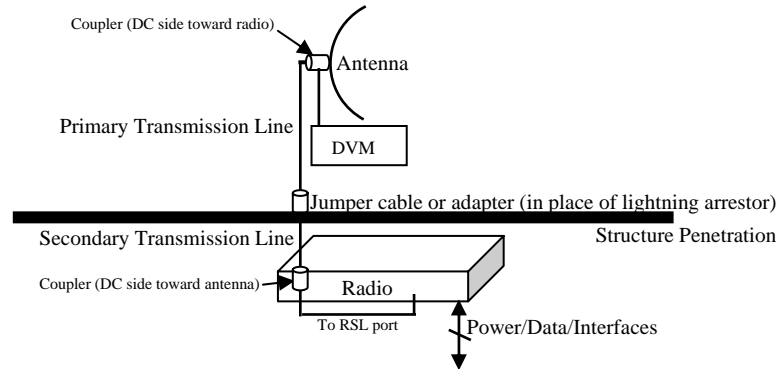 Coupler (DC side toward radio)
Antenna
Primary Transmission Line
DVM
Jumper cable or adapter (in place of lightning arrestor)
Secondary Transmission Line
Structure Penetration
Coupler (DC side toward antenna)
Radio
To RSL port
Power/Data/Interfaces